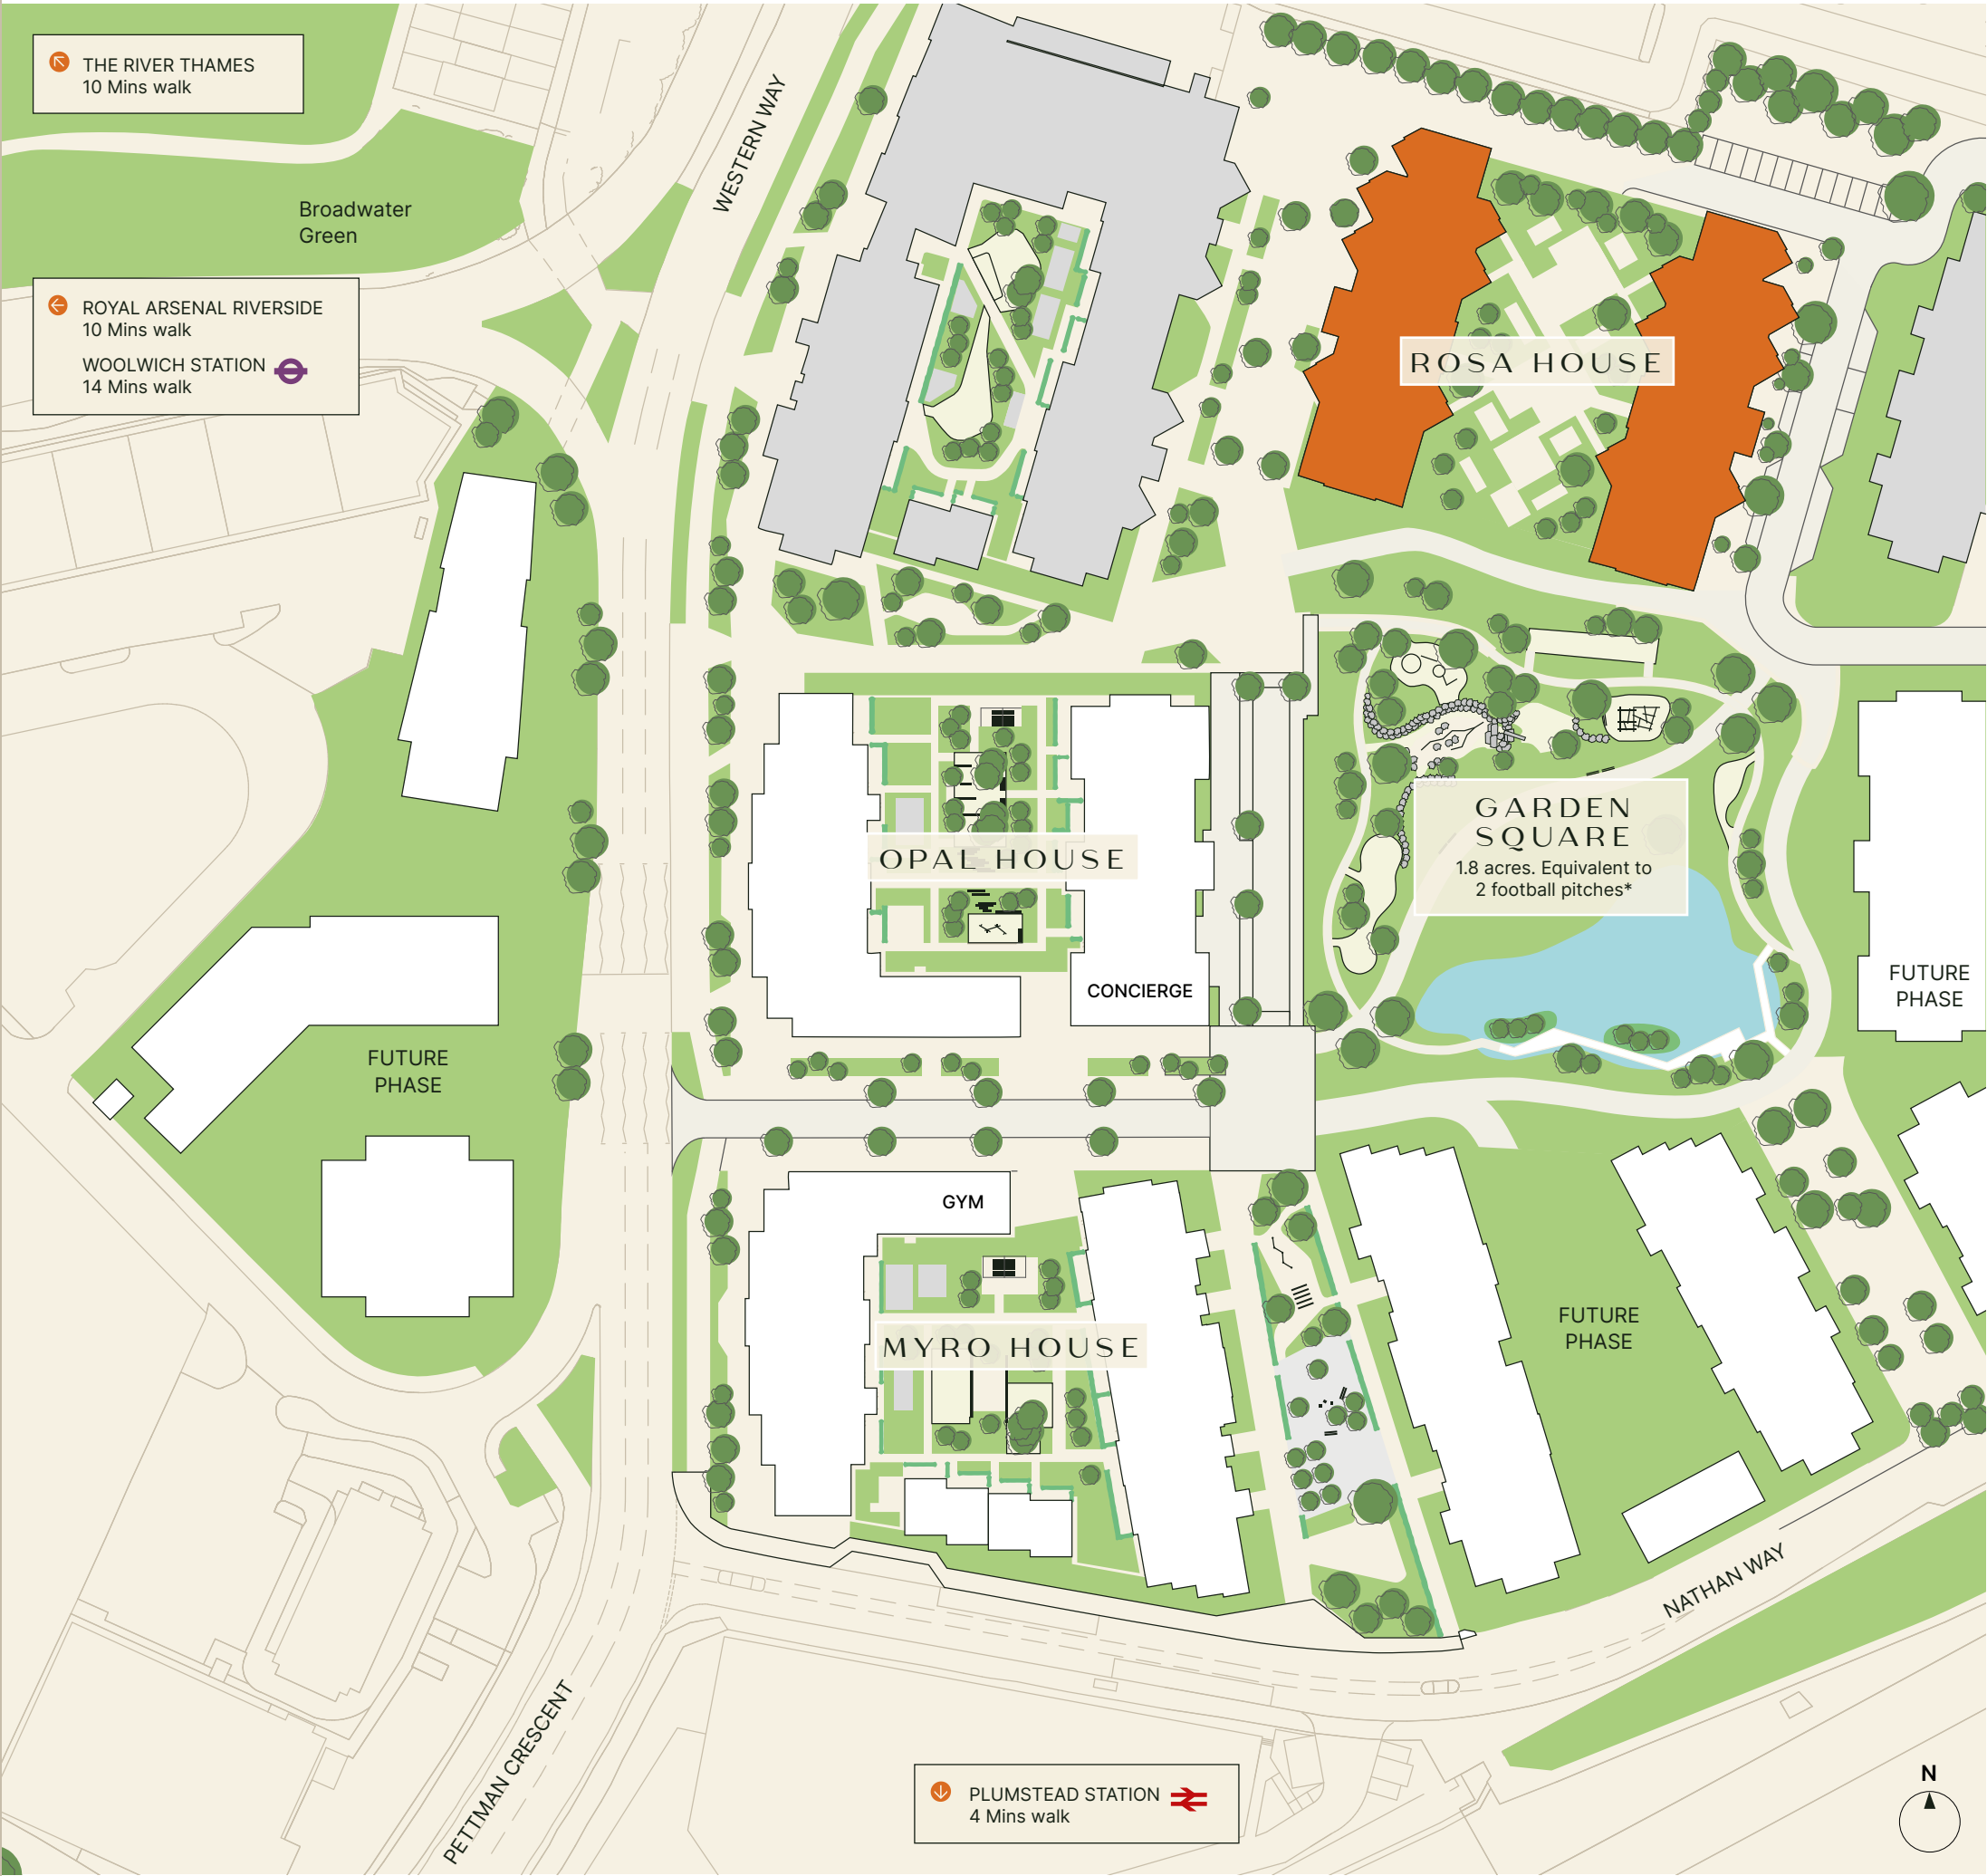 THE RIVER THAMES
10 Mins walk
WESTERN WAY
Broadwater
Green
ROYAL ARSENAL RIVERSIDE
10 Mins walk
WOOLWICH STATION
14 Mins walk
ROSA HOUSE
GARDEN
SQUARE
1.8 acres. Equivalent to
2 football pitches*
OPAL HOUSE
CONCIERGE
FUTURE
PHASE
FUTURE
PHASE
GYM
MYRO HOUSE
FUTURE
PHASE
NATHAN WAY
PETTMAN CRESCENT
PLUMSTEAD STATION
4 Mins walk
N